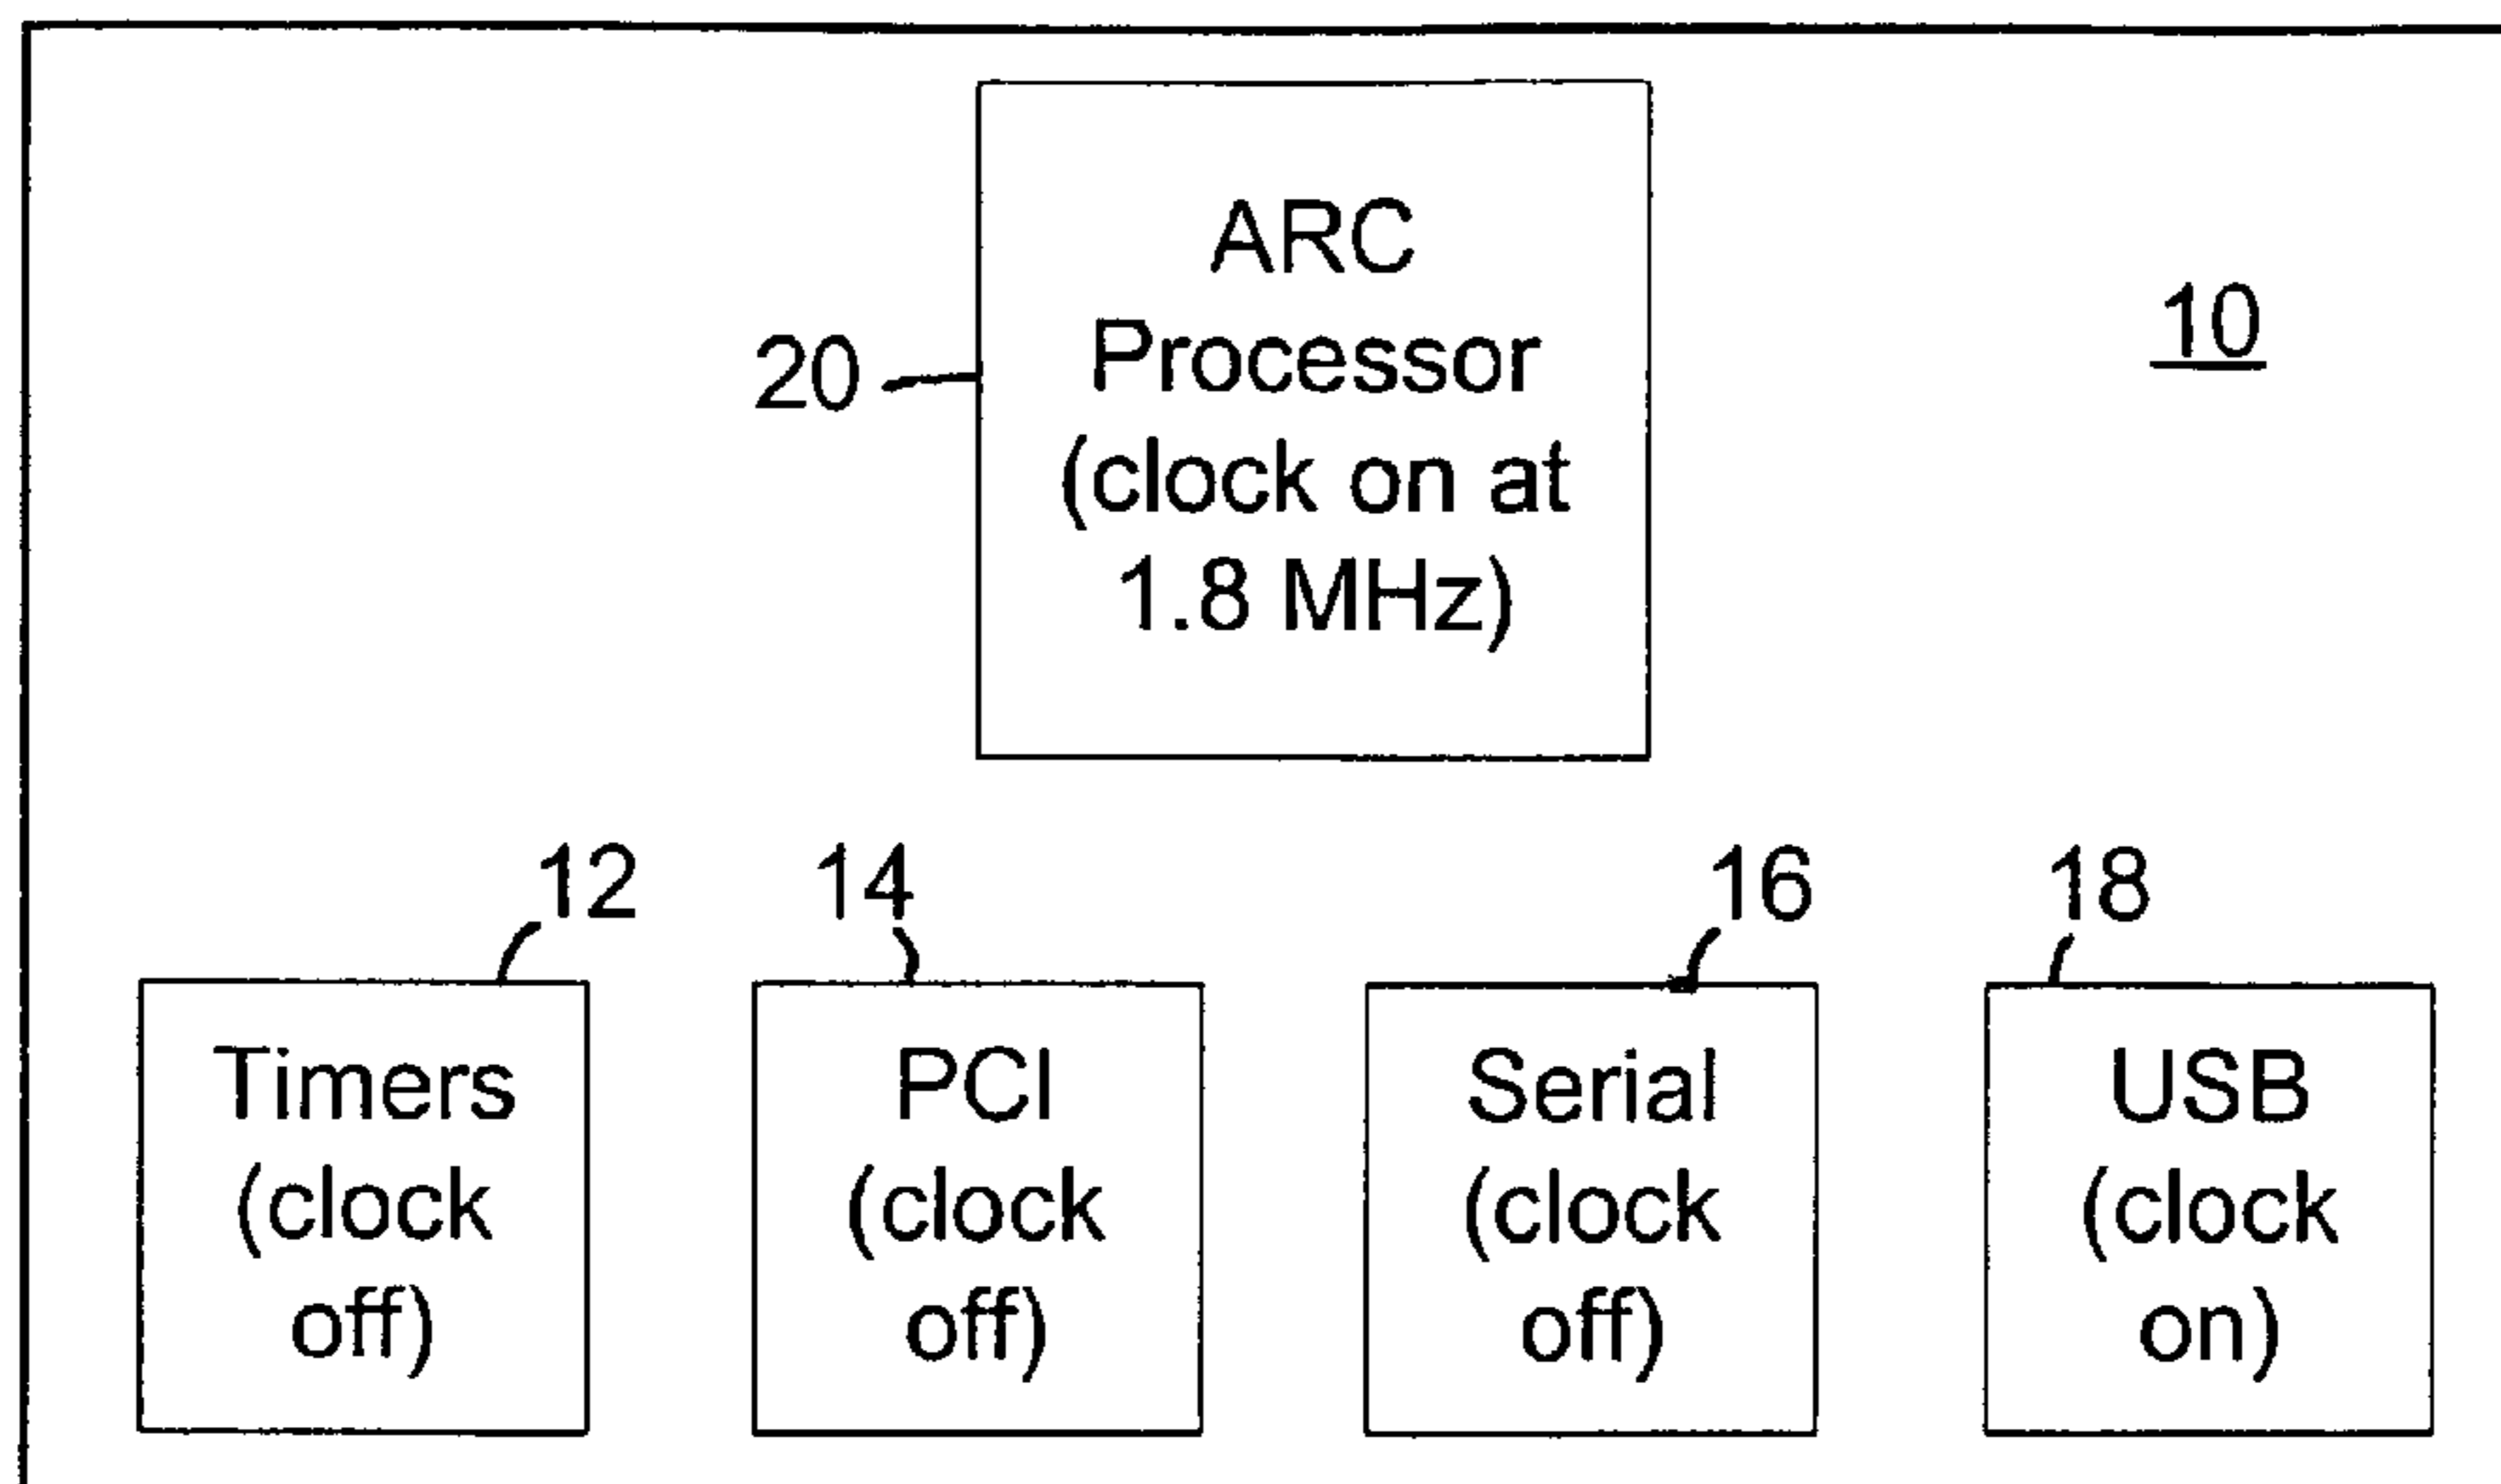 ARC
Processor
(clock on at
1.8 MHz)
10
20
12
14
16
18
Timers
(clock
off)
PCI
(clock
off)
Serial
(clock
off)
USB
(clock
on)